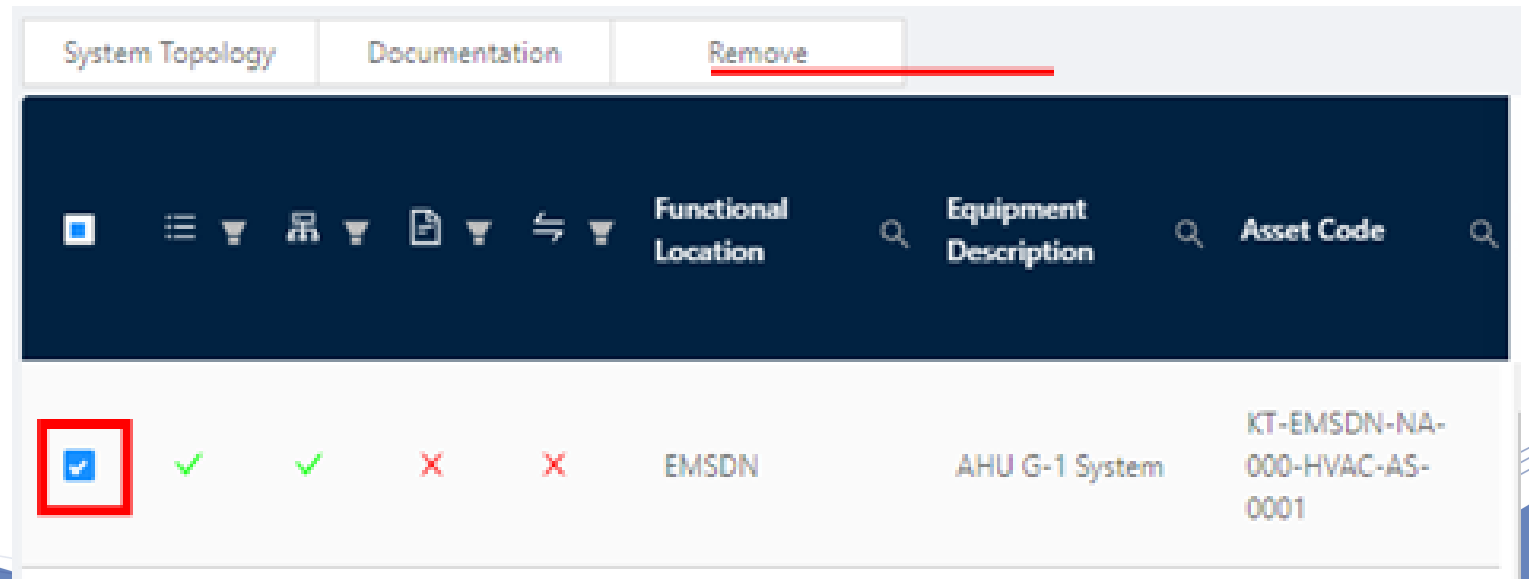 System Topology Documentation Remove
Functional Location Equipment Description Asset Code
EMSDN AHU G-1 System KT-EMSDN-NA-
000-HVAC-AS-
0001